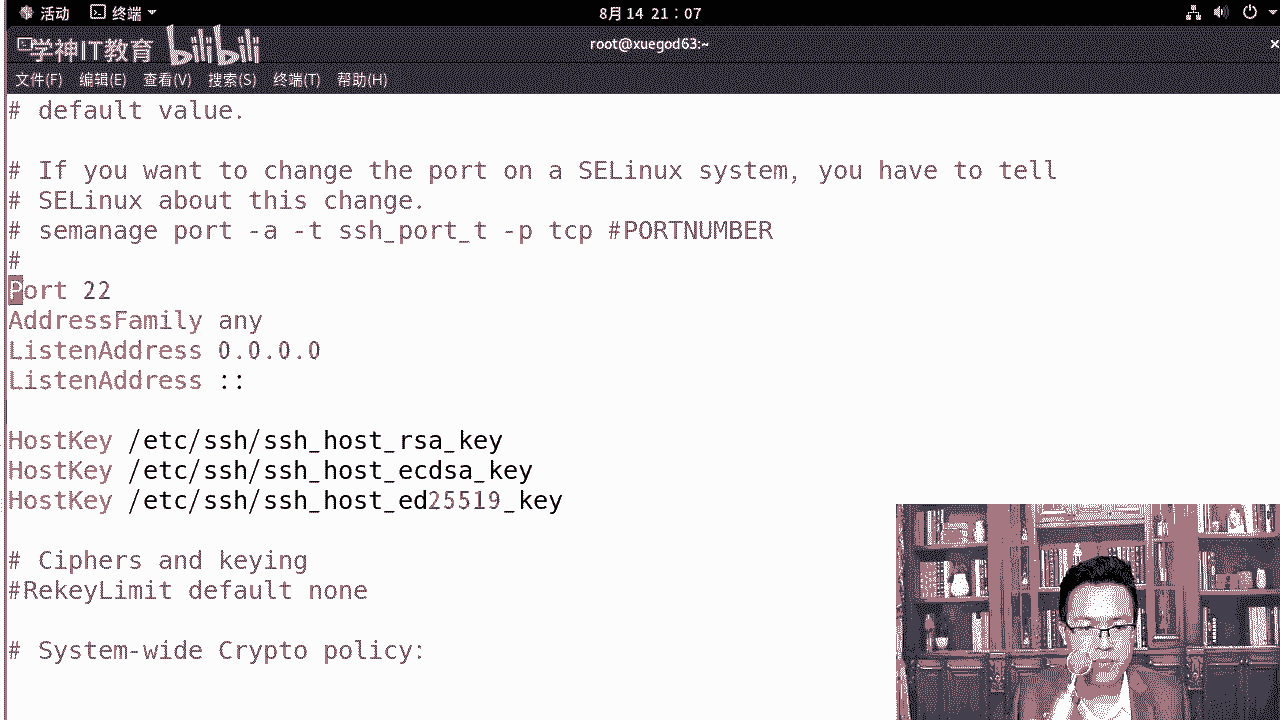 活动 终端 8月14 21：07
学神IT教育 bilibili root@xuegod63:~ ×
文件(F) 编辑(E) 查看(V) 搜索(S) 终端(T) 帮助(H)
# default value.
# If you want to change the port on a SELinux system, you have to tell
# SELinux about this change.
# semanage port -a -t ssh_port_t -p tcp #PORTNUMBER
#
Port 22
AddressFamily any
ListenAddress 0.0.0.0
ListenAddress ::
HostKey /etc/ssh/ssh_host_rsa_key
HostKey /etc/ssh/ssh_host_ecdsa_key
HostKey /etc/ssh/ssh_host_ed25519_key
# Ciphers and keying
#RekeyLimit default none
# System-wide Crypto policy: